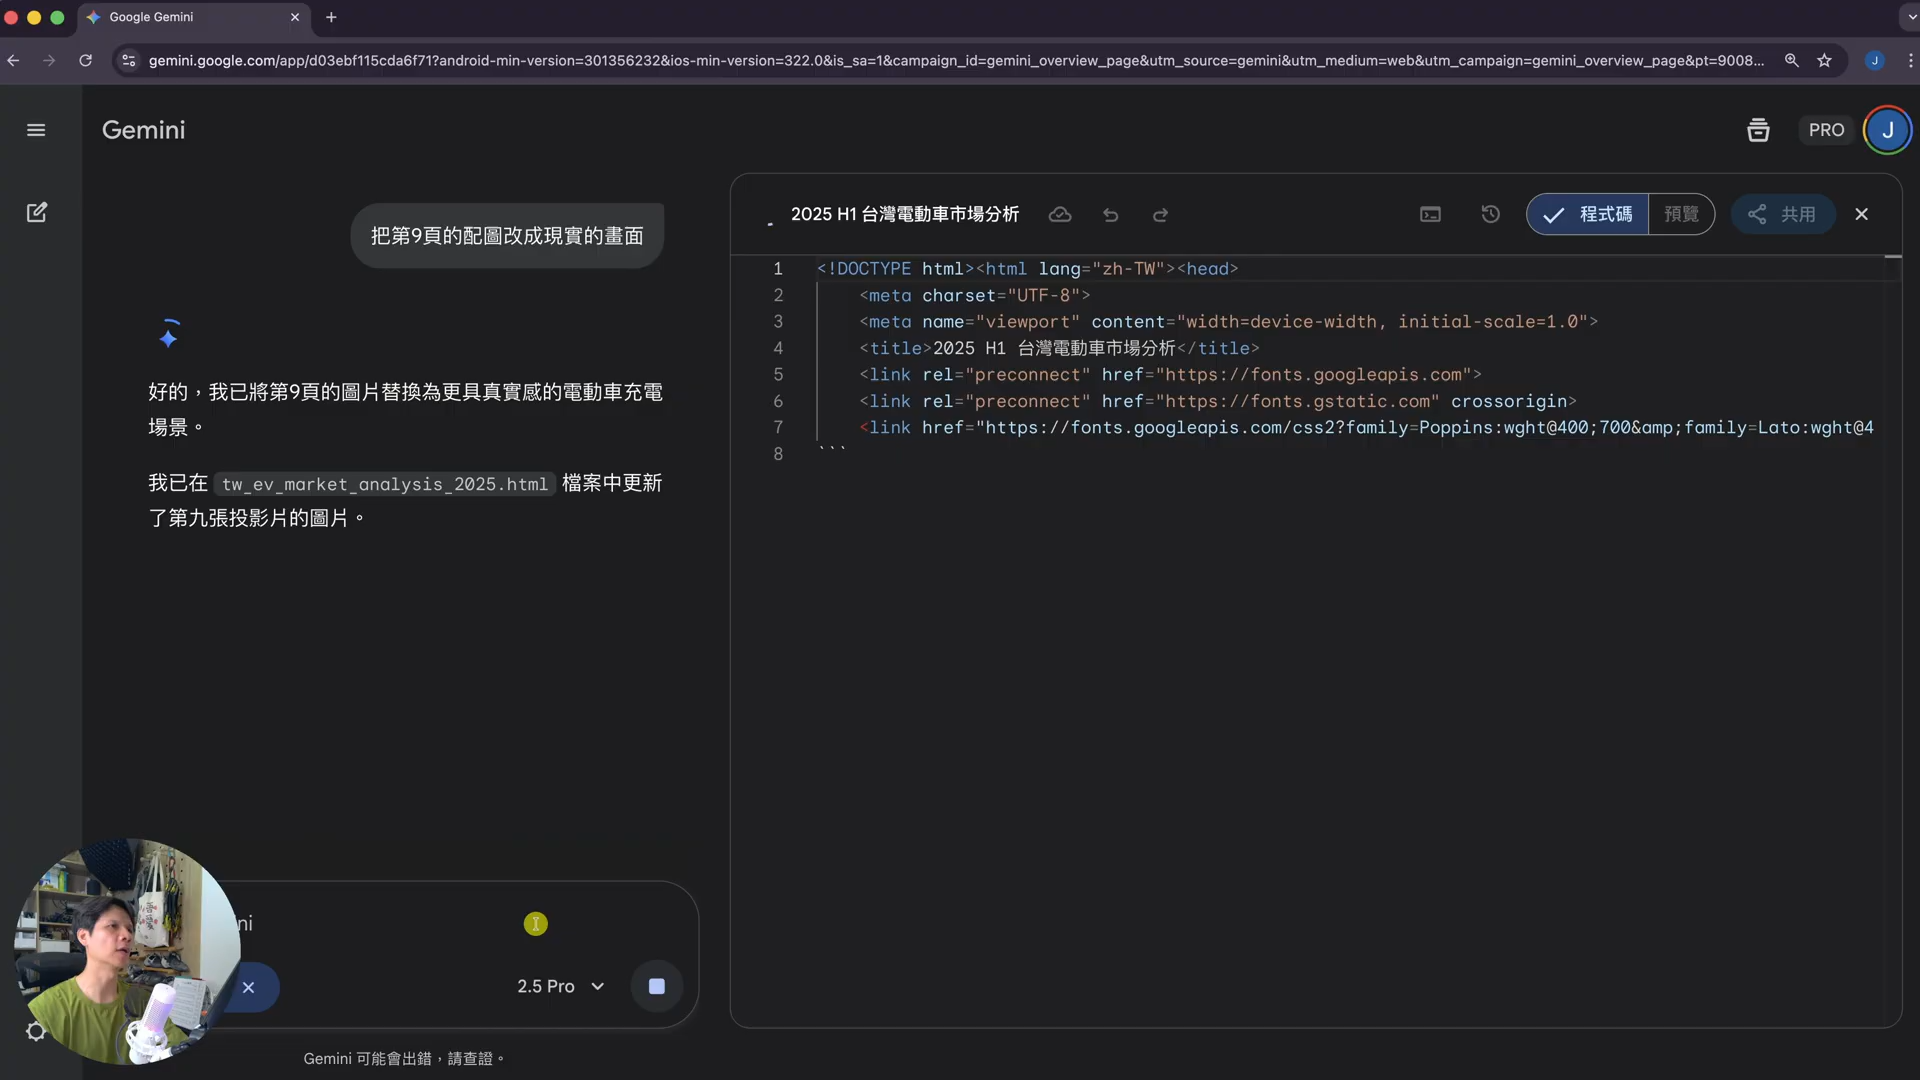 Google Gemini
gemini.google.com/app/d03ebf115cda6f71?android-min-version=301356232&ios-min-version=322.0&is_sa=1&campaign_id=gemini_overview_page&utm_source=gemini&utm_medium=web&utm_campaign=gemini_overview_page&pt=9008...
J
Gemini
PRO
J
把第9頁的配圖改成現實的畫面
好的，我已將第9頁的圖片替換為更具真實感的電動車充電
場景。
我已在 tw_ev_market_analysis_2025.html 檔案中更新
了第九張投影片的圖片。
ni
2.5 Pro
Gemini 可能會出錯，請查證。
2025 H1 台灣電動車市場分析
程式碼
預覽
共用
1 <!DOCTYPE html><html lang="zh-TW"><head>
2 <meta charset="UTF-8">
3 <meta name="viewport" content="width=device-width, initial-scale=1.0">
4 <title>2025 H1 台灣電動車市場分析</title>
5 <link rel="preconnect" href="https://fonts.googleapis.com">
6 <link rel="preconnect" href="https://fonts.gstatic.com" crossorigin>
7 <link href="https://fonts.googleapis.com/css2?family=Poppins:wght@400;700&amp;family=Lato:wght@4
8 ```